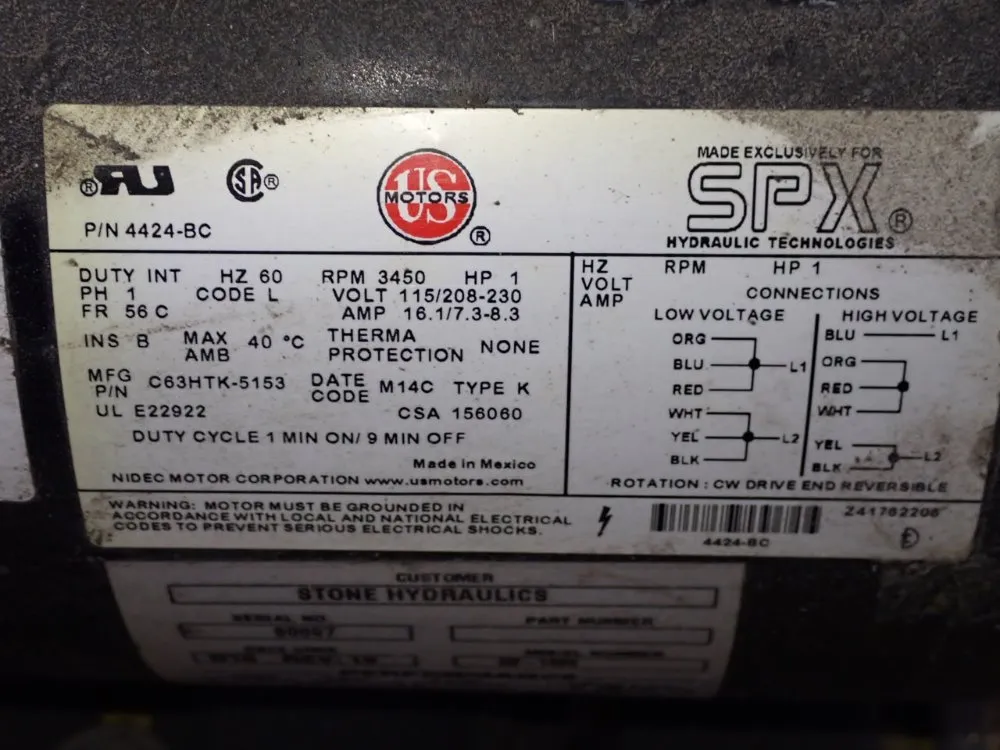 MADE EXCLUSIVELY FOR
SPX®
HYDRAULIC TECHNOLOGIES
® RU SA ®
US
MOTORS
®
P/N 4424-BC
DUTY INT HZ 60 RPM 3450 HP 1
PH 1 CODE L VOLT 115/208-230
FR 56 C AMP 16.1/7.3-8.3
INS B MAX AMB 40 °C THERMA PROTECTION NONE
MFG P/N C63HTK-5153 DATE CODE M14C TYPE K
UL E22922 CSA 156060
DUTY CYCLE 1 MIN ON/ 9 MIN OFF
Made in Mexico
NIDEC MOTOR CORPORATION www.usmotors.com
HZ RPM HP 1
VOLT
AMP
CONNECTIONS
LOW VOLTAGE
ORG
BLU L1
RED
WHT
YEL L2
BLK
HIGH VOLTAGE
BLU L1
ORG
RED
WHT
YEL
L2
BLK
ROTATION : CW DRIVE END REVERSIBLE
WARNING: MOTOR MUST BE GROUNDED IN
ACCORDANCE WITH LOCAL AND NATIONAL ELECTRICAL
CODES TO PREVENT SERIOUS ELECTRICAL SHOCKS.
Z41762206
4424-BC
CUSTOMER
STONE HYDRAULICS
SERIAL NO. PART NUMBER